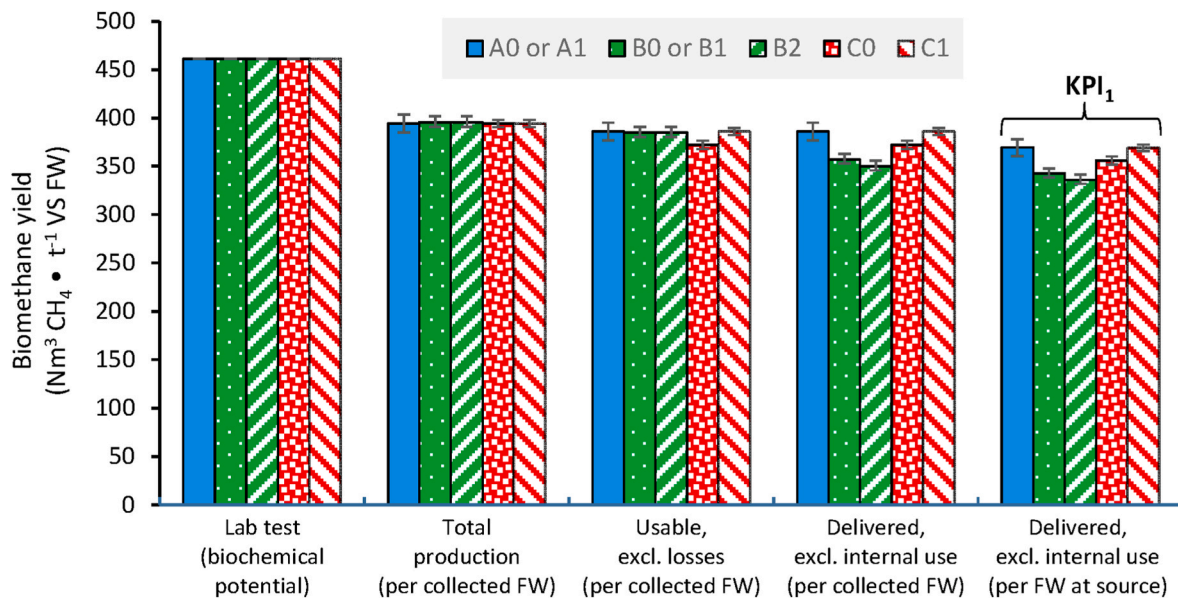 500
450
400
350
300
250
200
150
100
50
0
Biomethane yield
(Nm³ CH₄ • t⁻¹ VS FW)
A0 or A1 B0 or B1 B2 C0 C1
KPI₁
Lab test
(biochemical
potential)
Total
production
(per collected FW)
Usable,
excl. losses
(per collected FW)
Delivered,
excl. internal use
(per collected FW)
Delivered,
excl. internal use
(per FW at source)